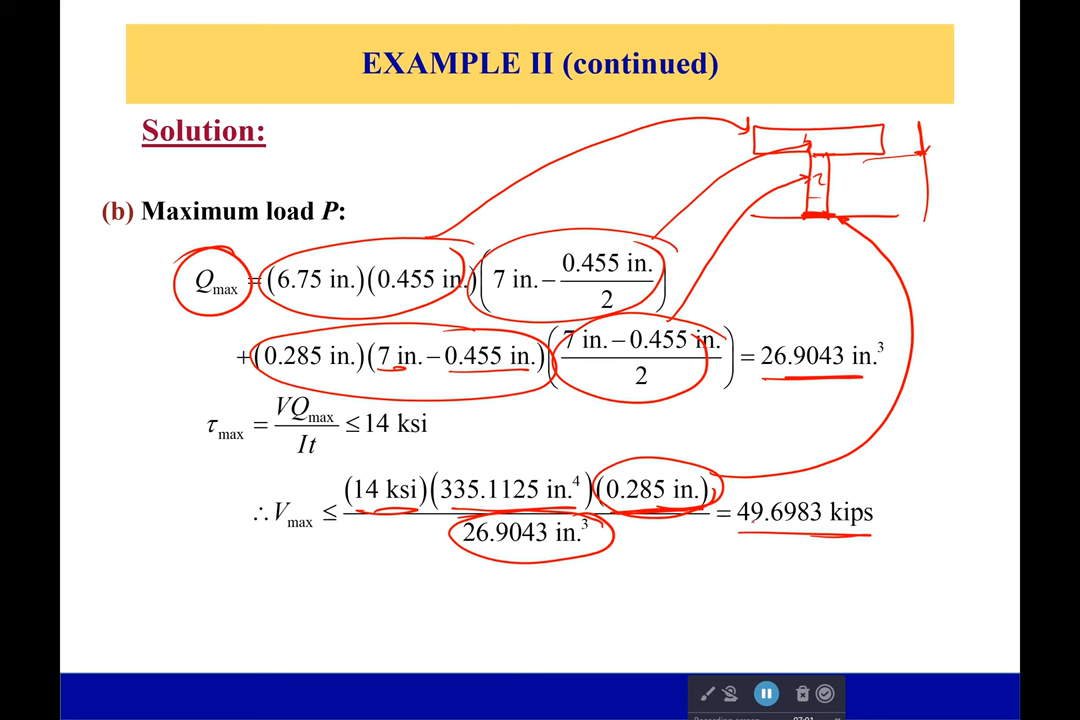 EXAMPLE II (continued)
Solution:
(b) Maximum load P:
Q_max = (6.75 in.)(0.455 in.)(7 in. − 0.455 in./2)
+(0.285 in.)(7 in. − 0.455 in.)((7 in. − 0.455 in.)/2) = 26.9043 in.³
τ_max = VQ_max/It ≤ 14 ksi
∴ V_max ≤ (14 ksi)(335.1125 in.⁴)(0.285 in.)/26.9043 in.³ = 49.6983 kips